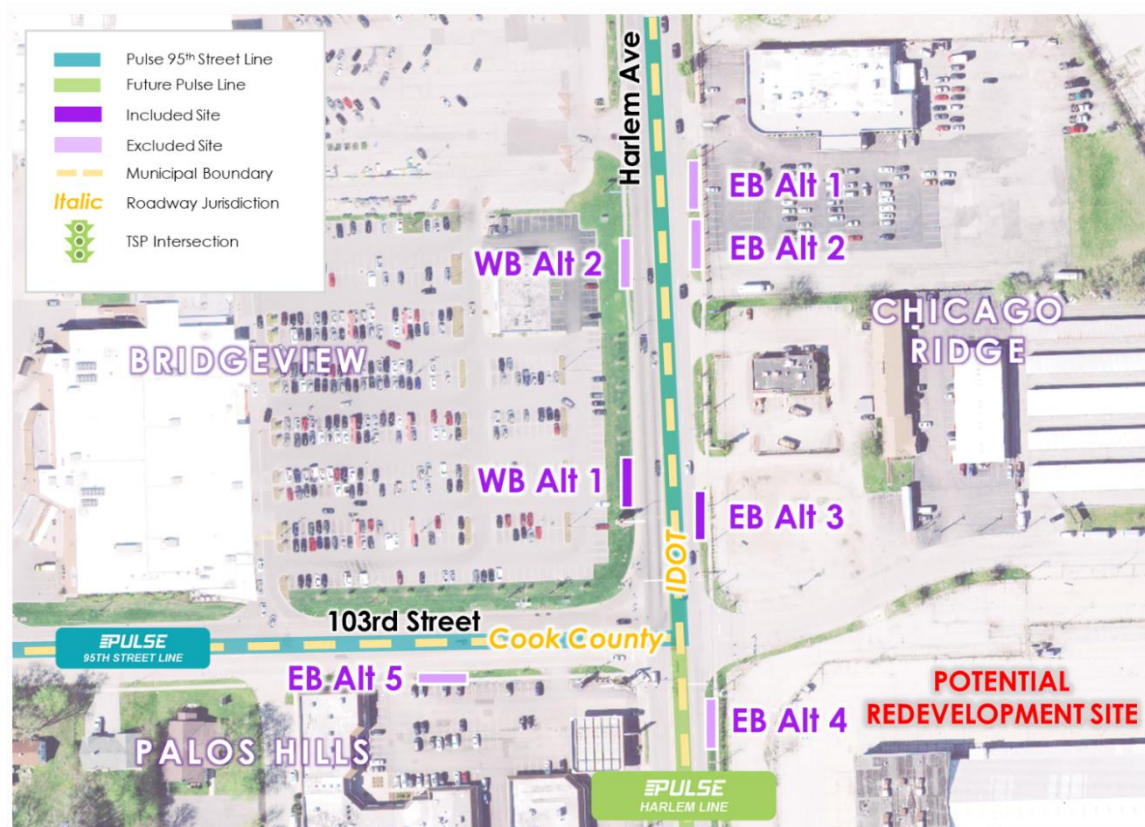 Pulse 95th Street Line
Future Pulse Line
Included Site
Excluded Site
Municipal Boundary
Italic Roadway Jurisdiction
TSP Intersection
Harlem Ave
EB Alt 1
EB Alt 2
WB Alt 2
CHICAGO
RIDGE
BRIDGEVIEW
WB Alt 1
EB Alt 3
IDOT
103rd Street
Cook County
PULSE
95TH STREET LINE
EB Alt 5
POTENTIAL
REDEVELOPMENT SITE
EB Alt 4
PALOS HILLS
PULSE
HARLEM LINE